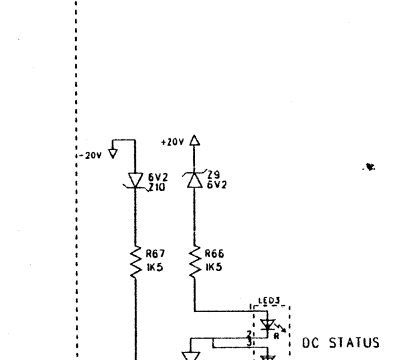 +20V
-20V
6V2
Z10
Z9
6V2
R67
1K5
R66
1K5
LED3
1
R
2
3
DC STATUS